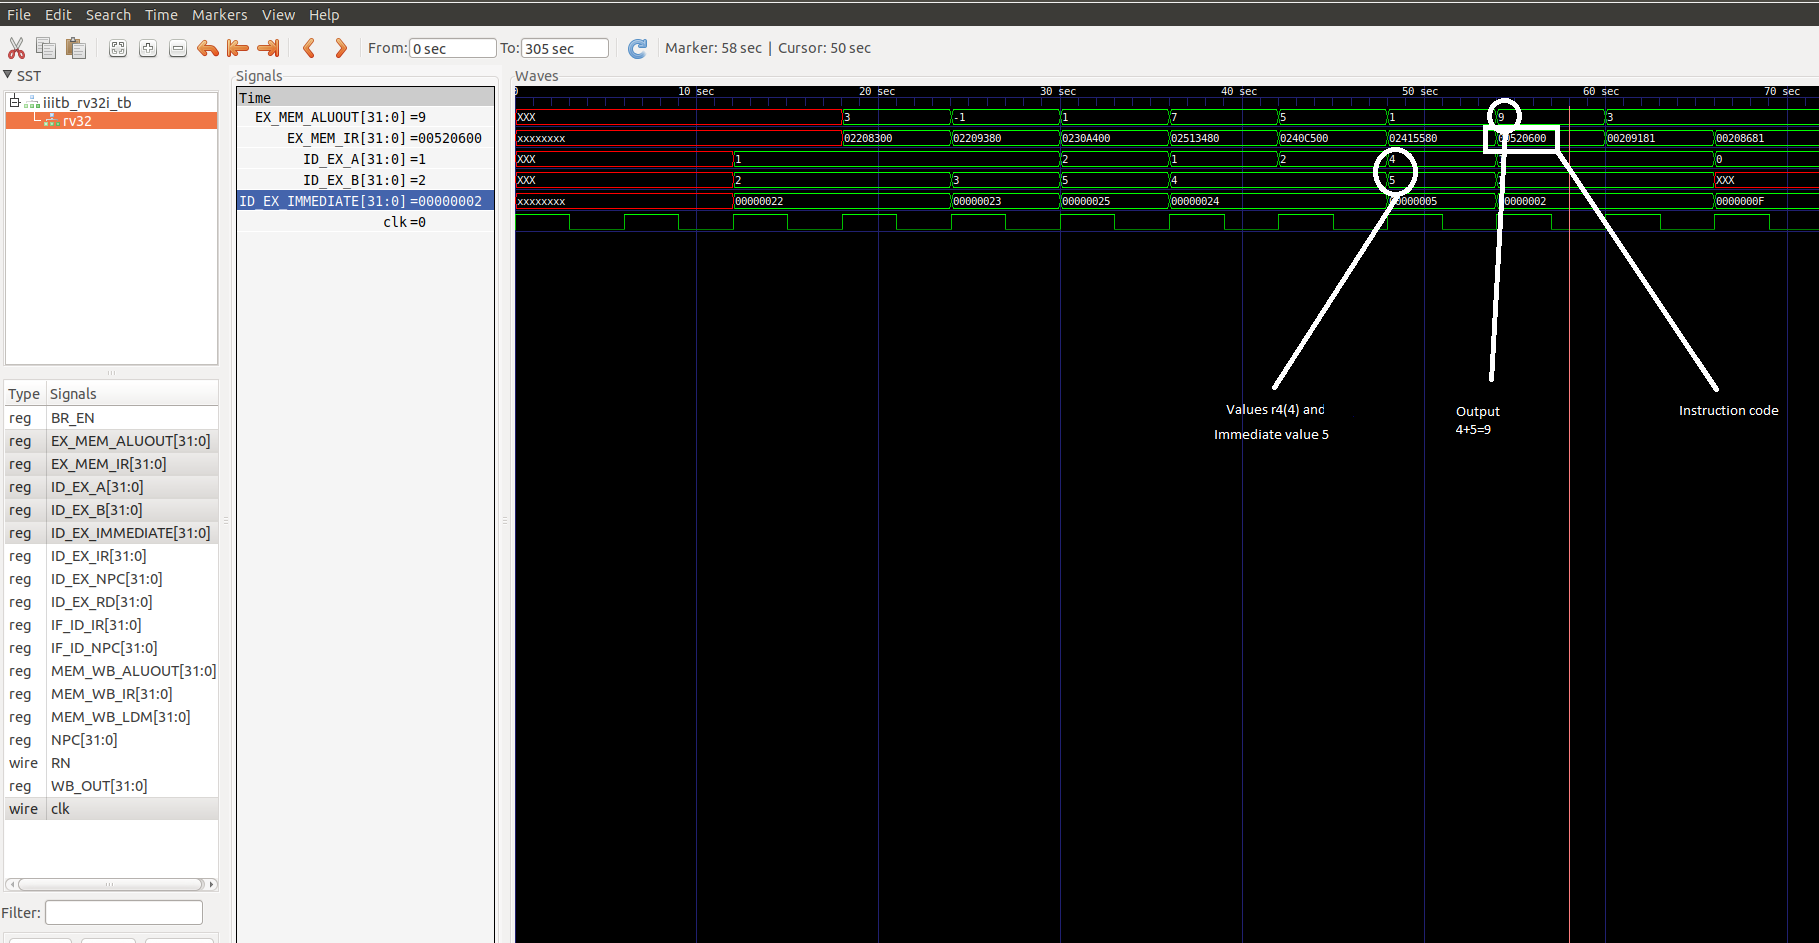 File Edit Search Time Markers View Help
From: 0 sec To: 305 sec Marker: 58 sec | Cursor: 50 sec
SST
iiitb_rv32i_tb
rv32
Type Signals
reg BR_EN
reg EX_MEM_ALUOUT[31:0]
reg EX_MEM_IR[31:0]
reg ID_EX_A[31:0]
reg ID_EX_B[31:0]
reg ID_EX_IMMEDIATE[31:0]
reg ID_EX_IR[31:0]
reg ID_EX_NPC[31:0]
reg ID_EX_RD[31:0]
reg IF_ID_IR[31:0]
reg IF_ID_NPC[31:0]
reg MEM_WB_ALUOUT[31:0]
reg MEM_WB_IR[31:0]
reg MEM_WB_LDM[31:0]
reg NPC[31:0]
wire RN
reg WB_OUT[31:0]
wire clk
Filter:
Signals
Time
EX_MEM_ALUOUT[31:0] =9
EX_MEM_IR[31:0] =00520600
ID_EX_A[31:0] =1
ID_EX_B[31:0] =2
ID_EX_IMMEDIATE[31:0] =00000002
clk =0
Waves
0 10 sec 20 sec 30 sec 40 sec 50 sec 60 sec 70 sec
XXX 3 -1 1 7 5 1 9 3
xxxxxxxx 02208300 02209380 0230A400 02513480 0240C500 02415580 00520600 00209181 00208681
XXX 1 2 1 2 4 0
XXX 2 3 5 4 5 XXX
xxxxxxxx 00000022 00000023 00000025 00000024 00000005 00000002 0000000F
Values r4(4) and
Immediate value 5
Output
4+5=9
Instruction code